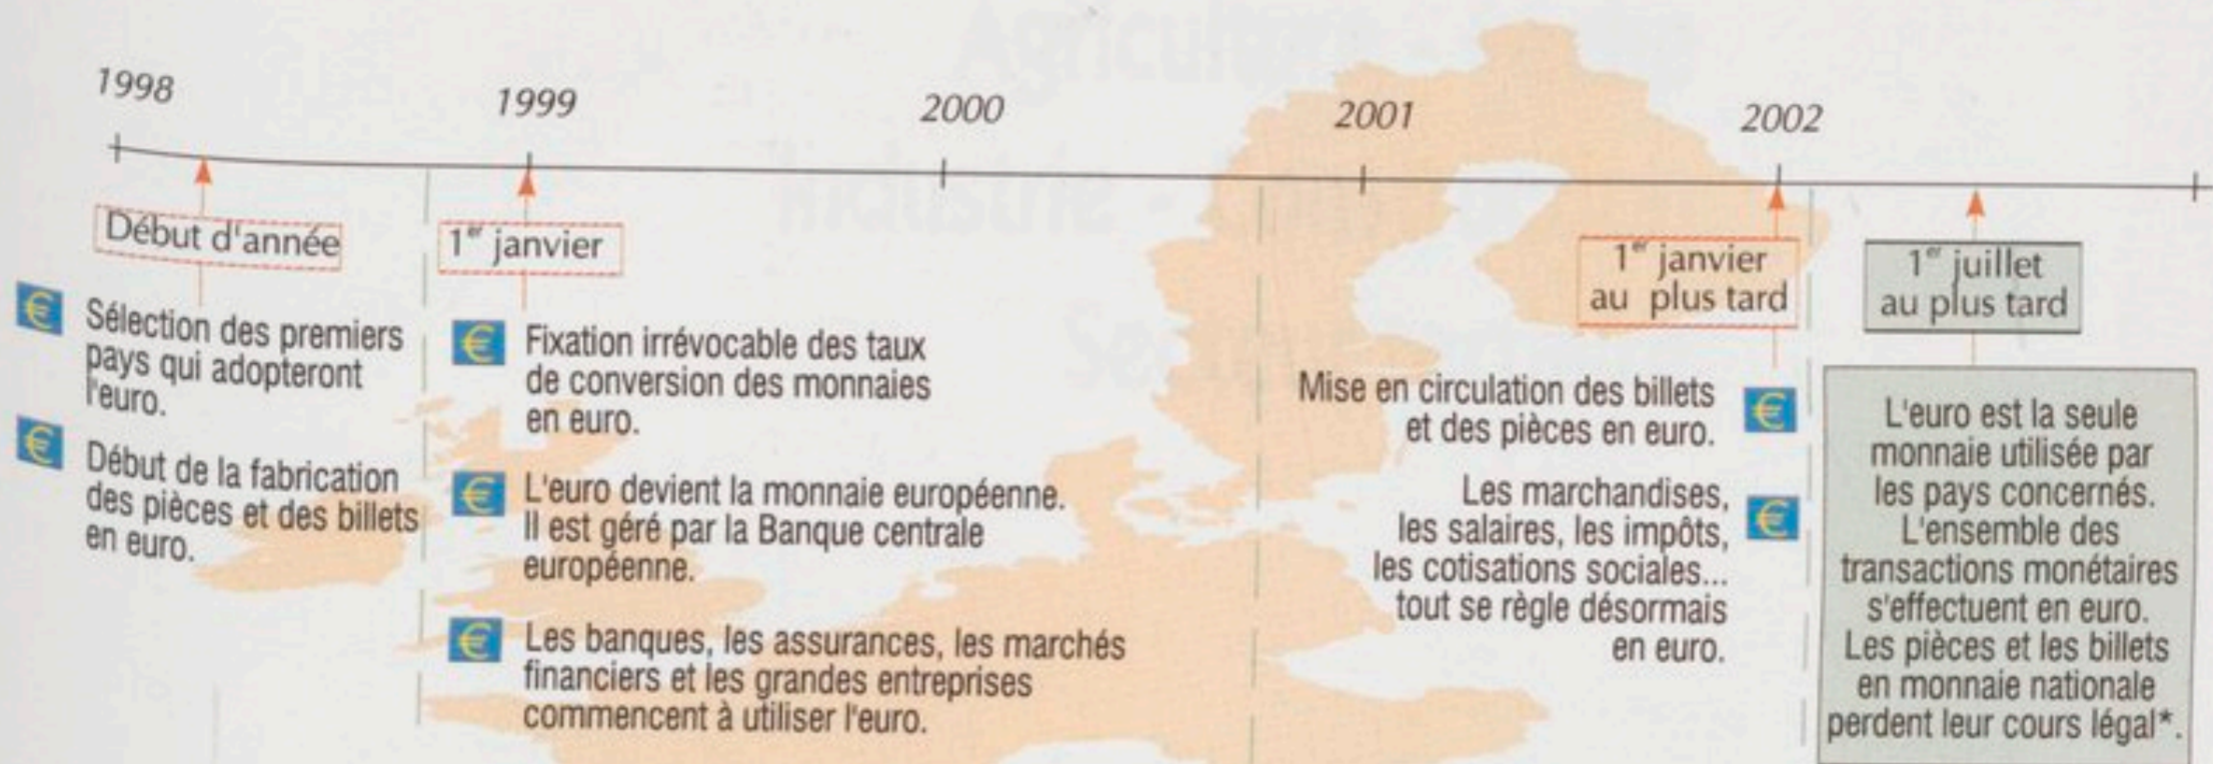 1998
1999
2000
2001
2002
Début d'année
Sélection des premiers
pays qui adopteront
l'euro.
Début de la fabrication
des pièces et des billets
en euro.
1er janvier
Fixation irrévocable des taux
de conversion des monnaies
en euro.
L'euro devient la monnaie européenne.
Il est géré par la Banque centrale
européenne.
Les banques, les assurances, les marchés
financiers et les grandes entreprises
commencent à utiliser l'euro.
1er janvier
au plus tard
Mise en circulation des billets
et des pièces en euro.
Les marchandises,
les salaires, les impôts,
les cotisations sociales...
tout se règle désormais
en euro.
1er juillet
au plus tard
L'euro est la seule
monnaie utilisée par
les pays concernés.
L'ensemble des
transactions monétaires
s'effectuent en euro.
Les pièces et les billets
en monnaie nationale
perdent leur cours légal*.